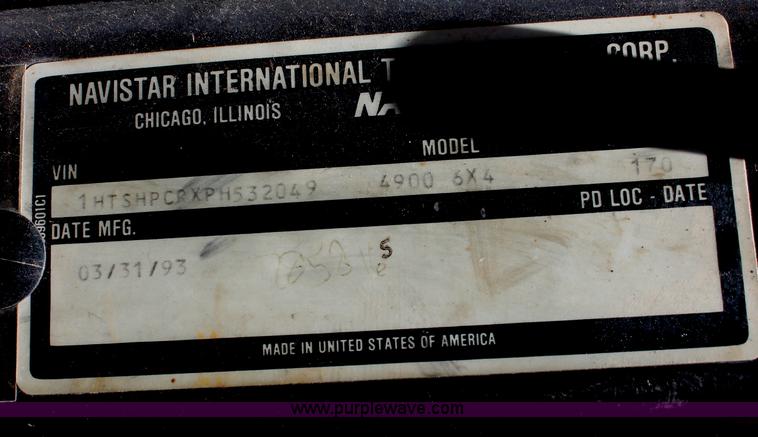 NAVISTAR INTERNATIONAL T CORP.
CHICAGO, ILLINOIS NA
MODEL
VIN
1HTSHPCRXPH532049 4900 6X4 170
PD LOC - DATE
DATE MFG.
03/31/93
S
MADE IN UNITED STATES OF AMERICA
www.purplewave.com